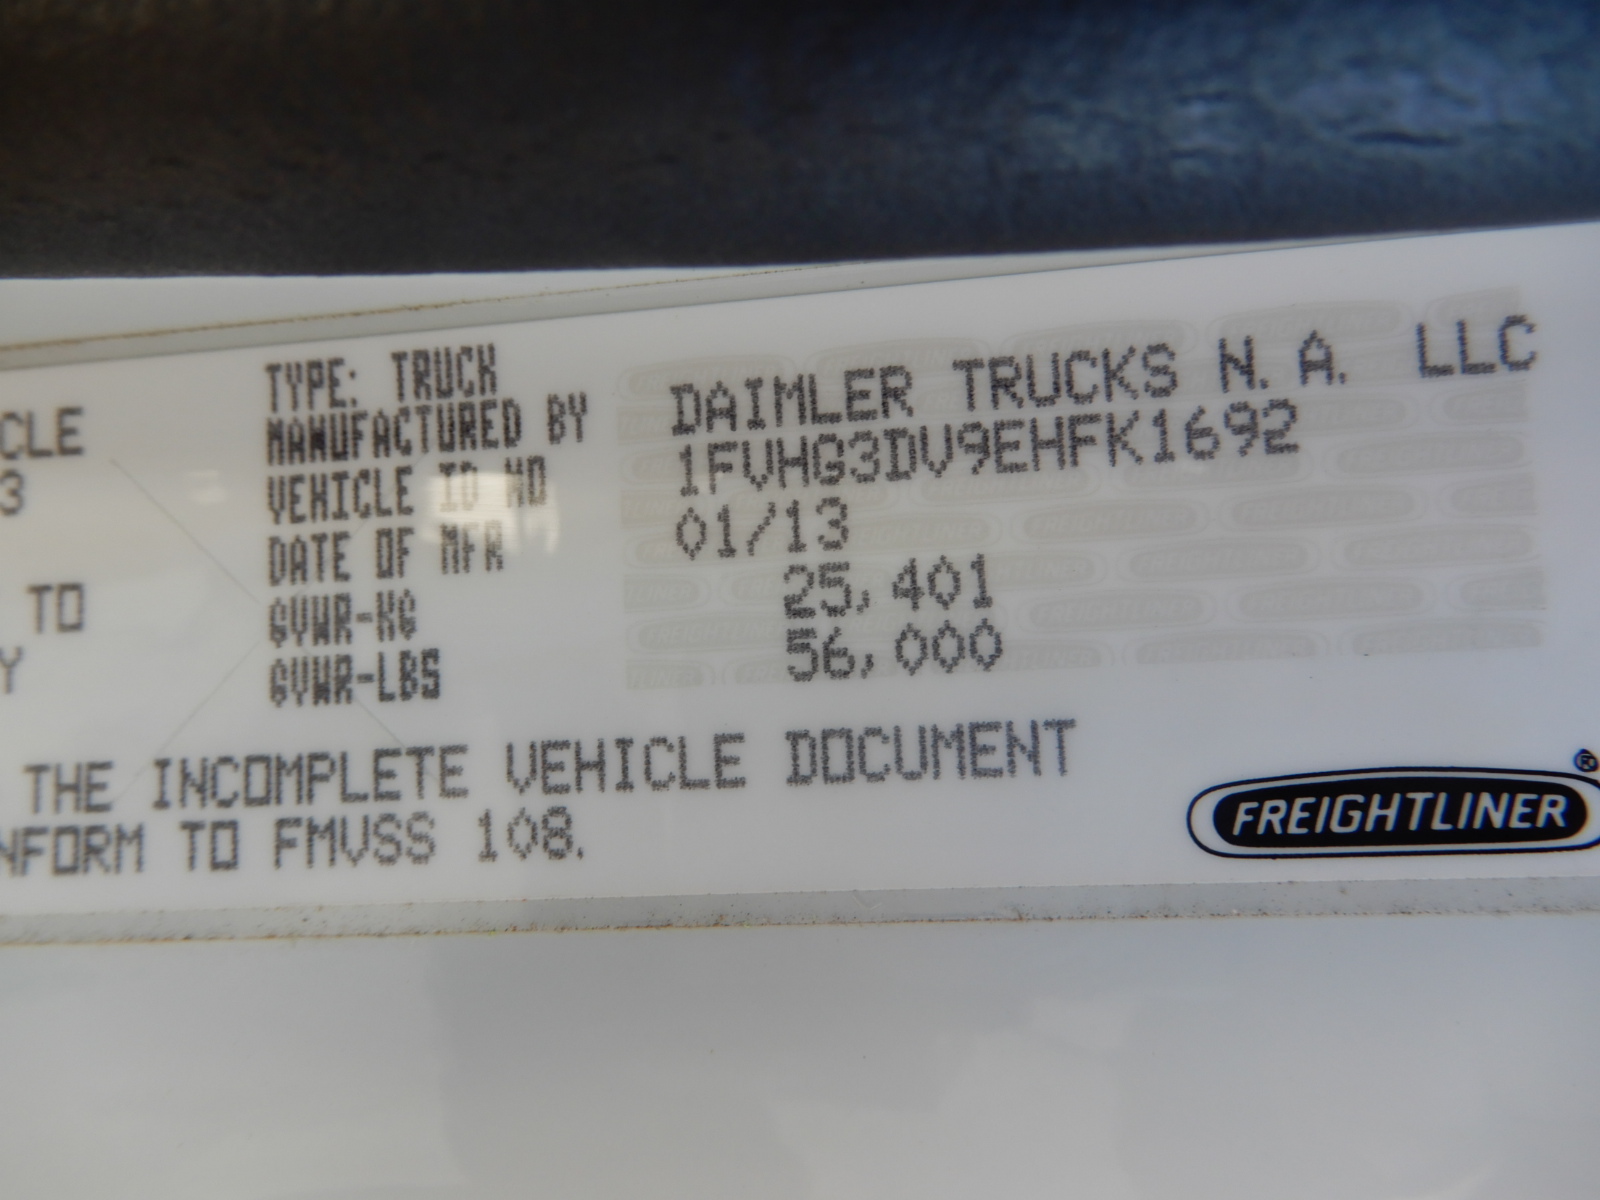 TYPE: TRUCK
CLE MANUFACTURED BY DAIMLER TRUCKS N.A. LLC
3 VEHICLE ID NO 1FVHG3DV9EHFK1692
DATE OF MFR 01/13
TO GVWR-KG 25,401
Y GVWR-LBS 56,000
THE INCOMPLETE VEHICLE DOCUMENT
NFORM TO FMVSS 108.
FREIGHTLINER ®